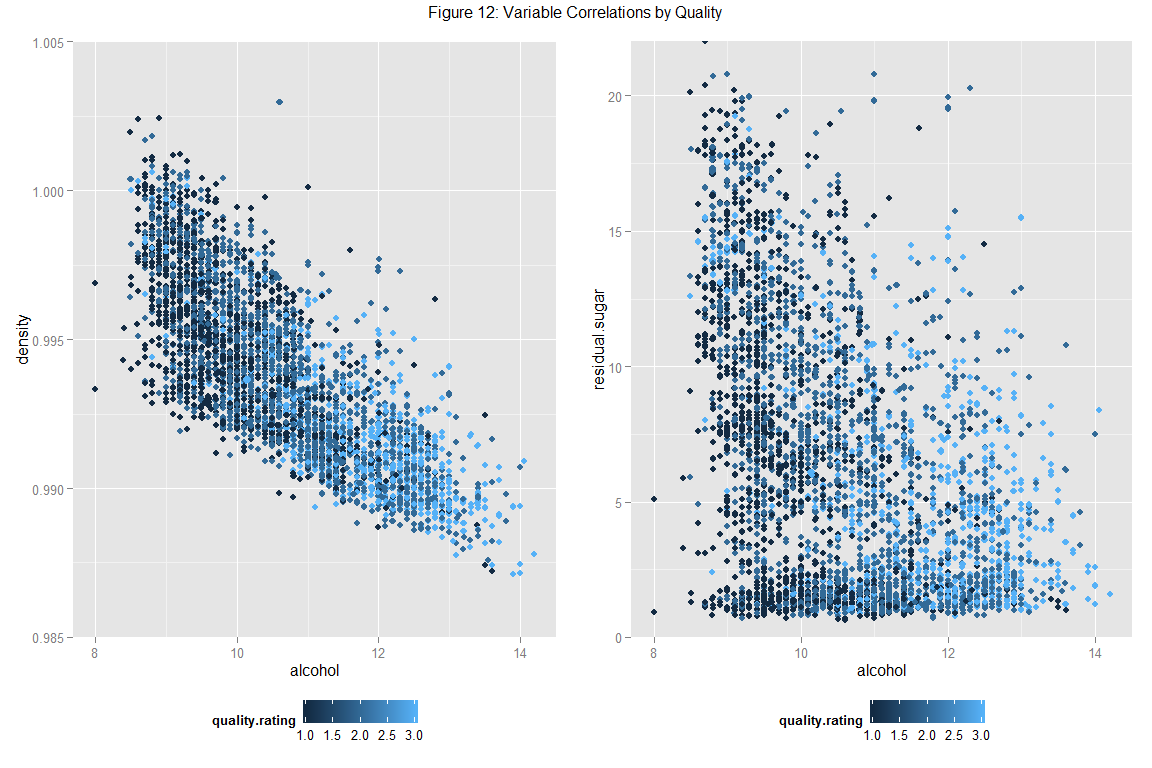 Figure 12: Variable Correlations by Quality
1.005
1.000
0.995
0.990
0.985
density
8 10 12 14
alcohol
quality.rating
1.0 1.5 2.0 2.5 3.0
20
15
10
5
0
residual.sugar
8 10 12 14
alcohol
quality.rating
1.0 1.5 2.0 2.5 3.0